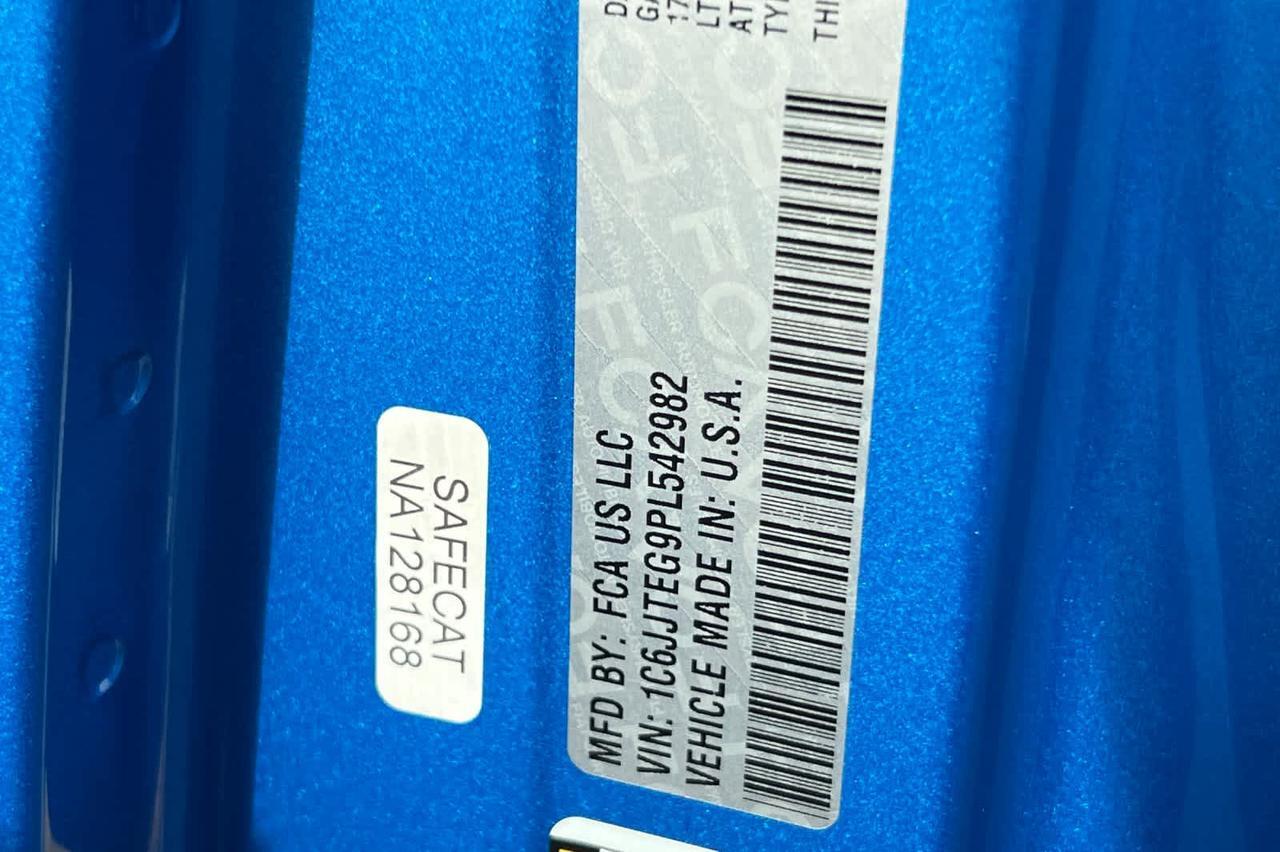 MFD BY: FCA US LLC
VIN: 1C6JJTEG9PL542982
VEHICLE MADE IN: U.S.A.
SAFECAT
NA128168